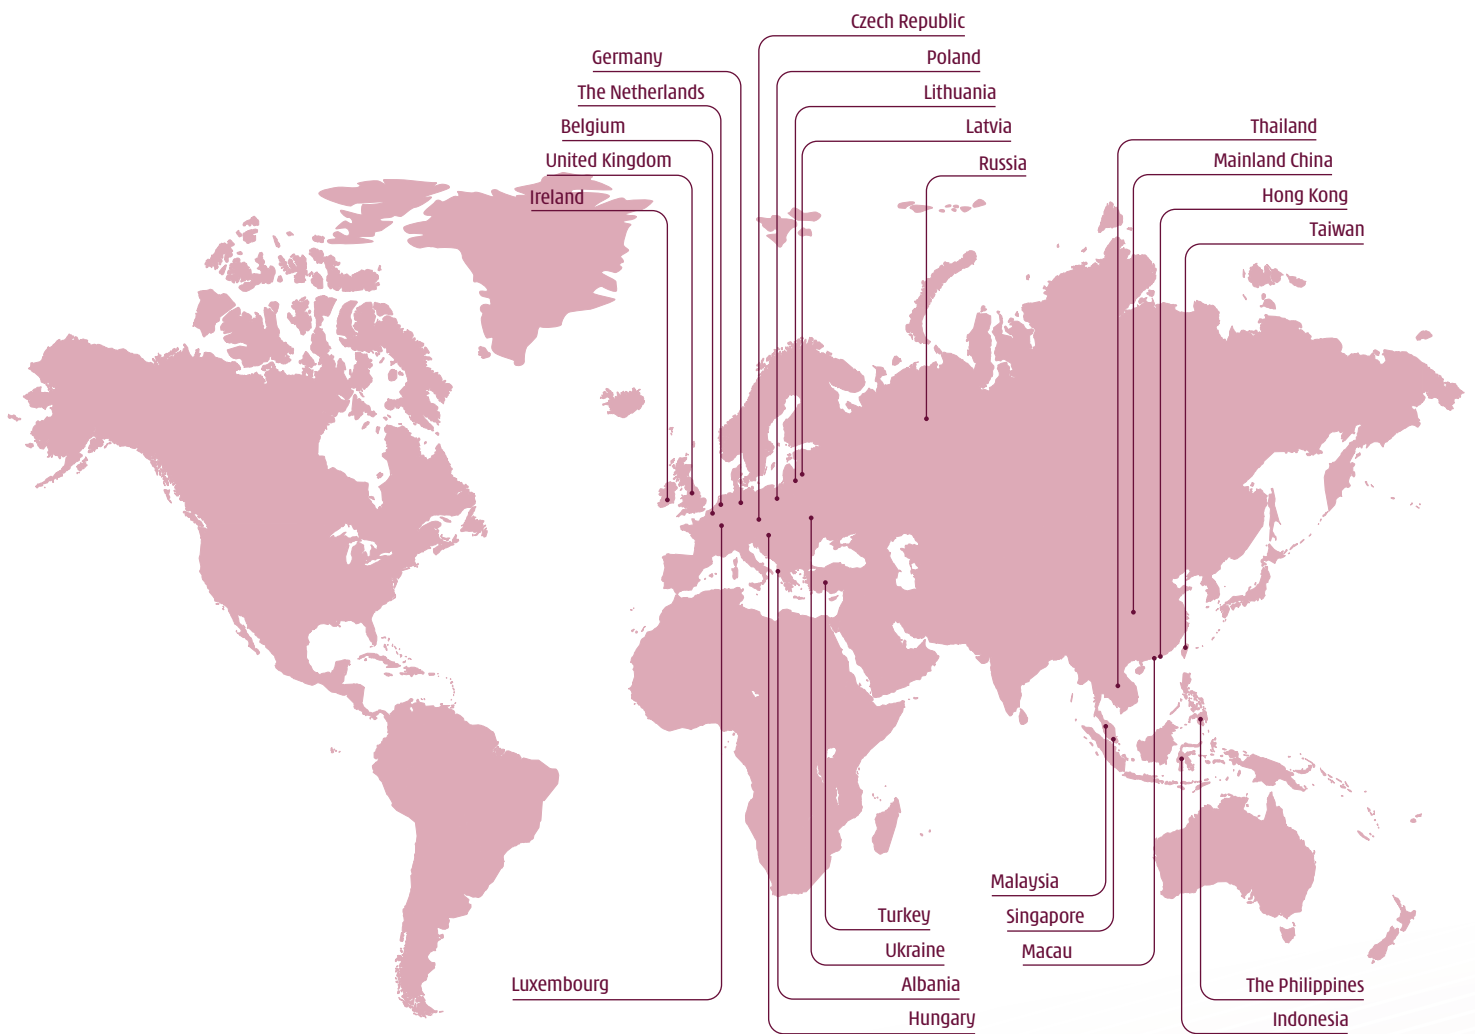 Czech Republic
Germany
Poland
The Netherlands
Lithuania
Belgium
Latvia
Thailand
United Kingdom
Russia
Mainland China
Ireland
Hong Kong
Taiwan
Malaysia
Turkey
Singapore
Ukraine
Macau
Luxembourg
Albania
The Philippines
Hungary
Indonesia